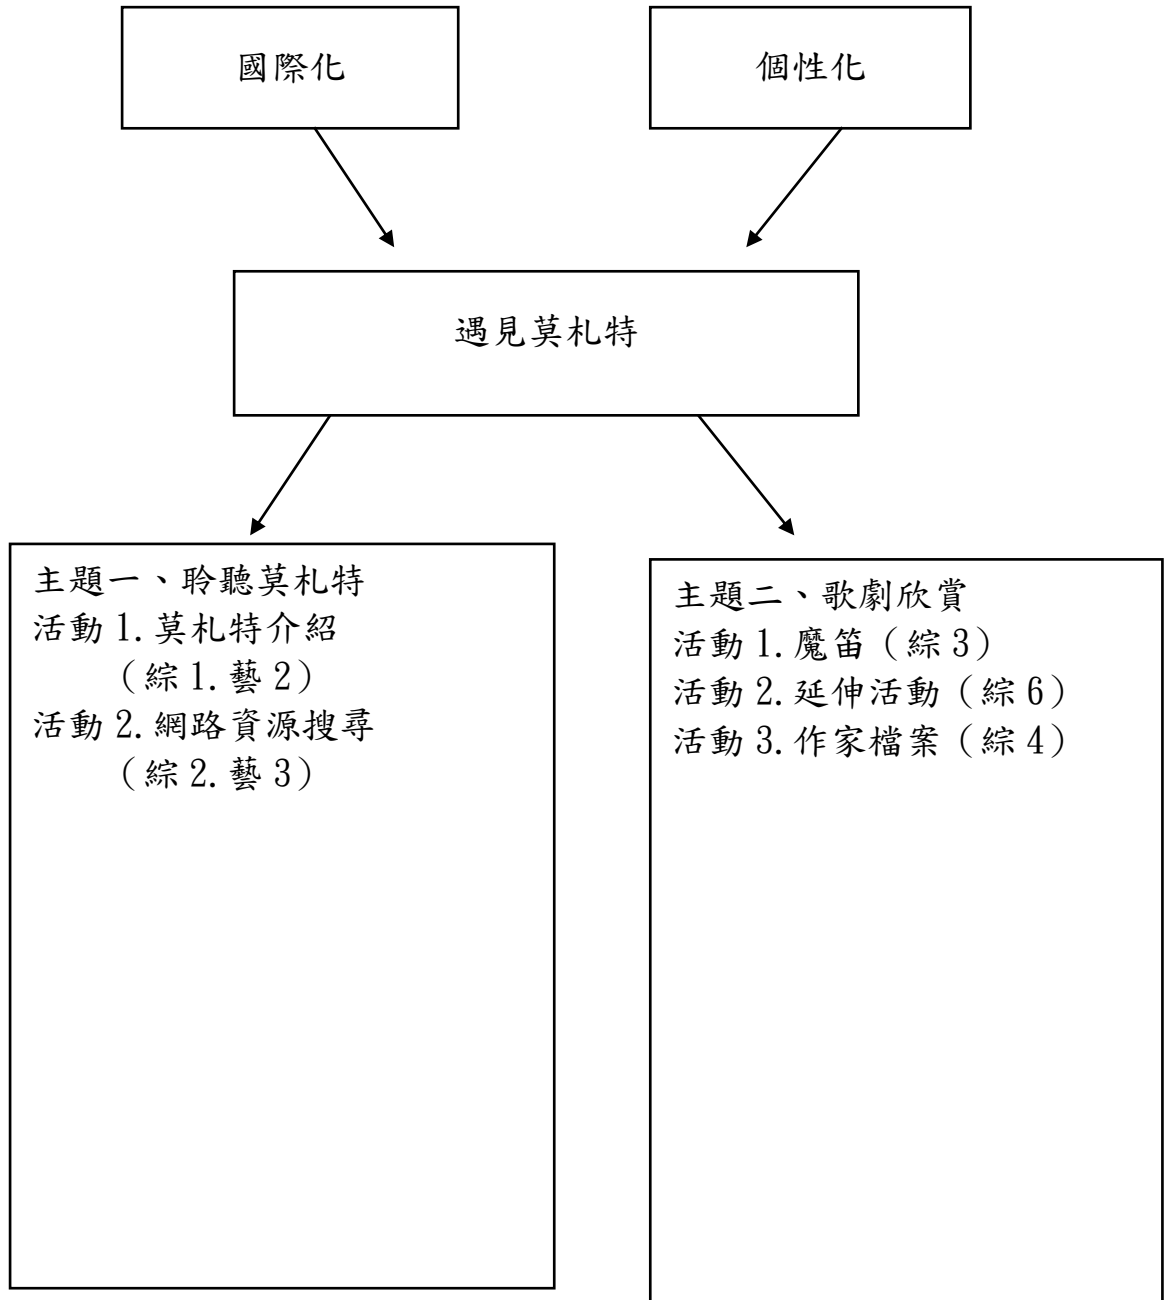 國際化
個性化
遇見莫札特
主題一、聆聽莫札特
活動 1.莫札特介紹
（綜 1.藝 2）
活動 2.網路資源搜尋
（綜 2.藝 3）
主題二、歌劇欣賞
活動 1.魔笛（綜 3）
活動 2.延伸活動（綜 6）
活動 3.作家檔案（綜 4）